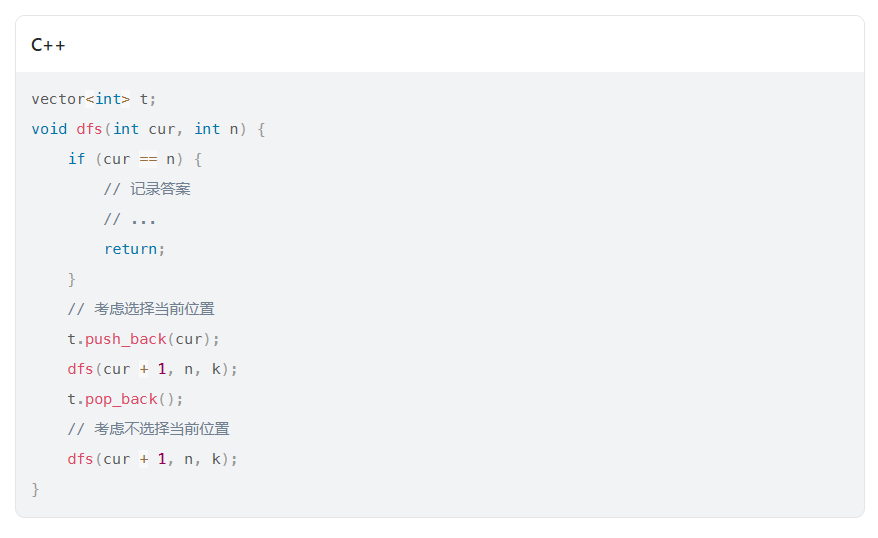 C++
vector<int> t;
void dfs(int cur, int n) {
    if (cur == n) {
        // 记录答案
        // ...
        return;
    }
    // 考虑选择当前位置
    t.push_back(cur);
    dfs(cur + 1, n, k);
    t.pop_back();
    // 考虑不选择当前位置
    dfs(cur + 1, n, k);
}